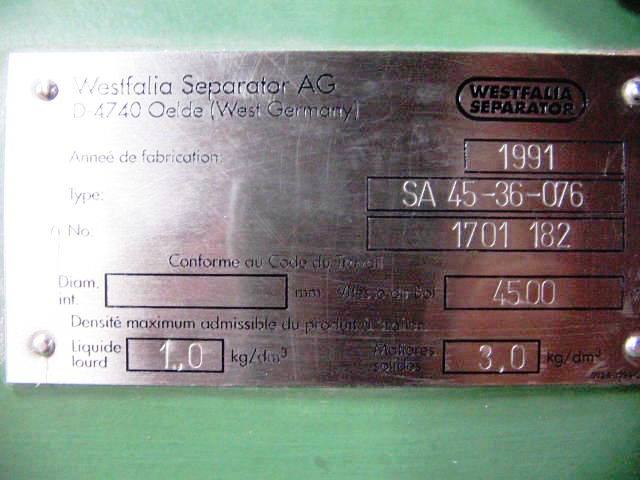 Westfalia Separator AG
D-4740 Oelde (West Germany)
WESTFALIA
SEPARATOR
Anneé de fabrication: 1991
Type: SA 45-36-076
No. 1701 182
Conforme au Code du Travail
Diam. int. mm 4500
Densité maximum admissible du produit
Liquide lourd 1,0 kg/dm³ Matières solides 3,0 kg/dm³